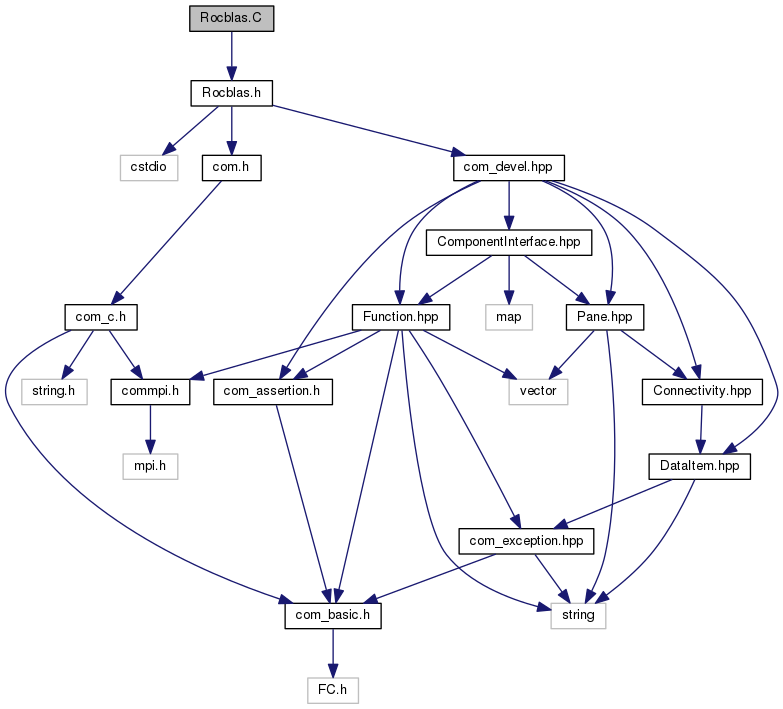 Rocblas.C
Rocblas.h
cstdio
com.h
com_devel.hpp
ComponentInterface.hpp
com_c.h
Function.hpp
map
Pane.hpp
string.h
commpi.h
com_assertion.h
vector
Connectivity.hpp
mpi.h
DataItem.hpp
com_exception.hpp
com_basic.h
string
FC.h